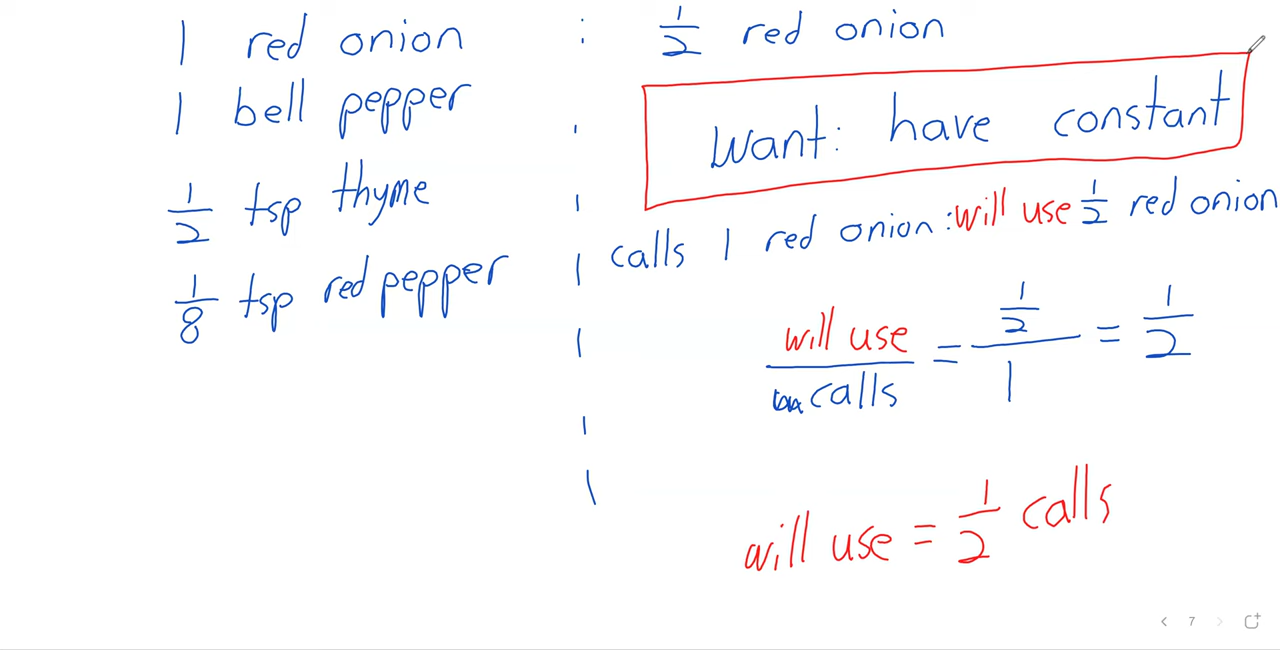 1 red onion : 1/2 red onion
1 bell pepper
Want: have constant
1/2 tsp thyme
calls 1 red onion : will use 1/2 red onion
1/8 tsp red pepper
will use / calls = 1/2 / 1 = 1/2
will use = 1/2 calls
7